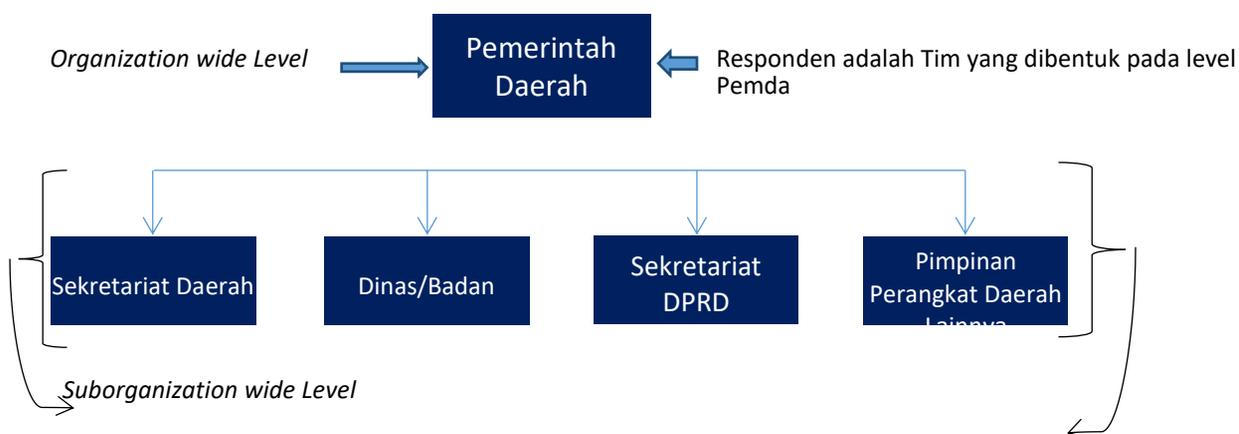 Organization wide Level
Pemerintah
Daerah
Responden adalah Tim yang dibentuk pada level
Pemda
Sekretariat Daerah
Dinas/Badan
Sekretariat
DPRD
Pimpinan
Perangkat Daerah
Lainnya
Suborganization wide Level